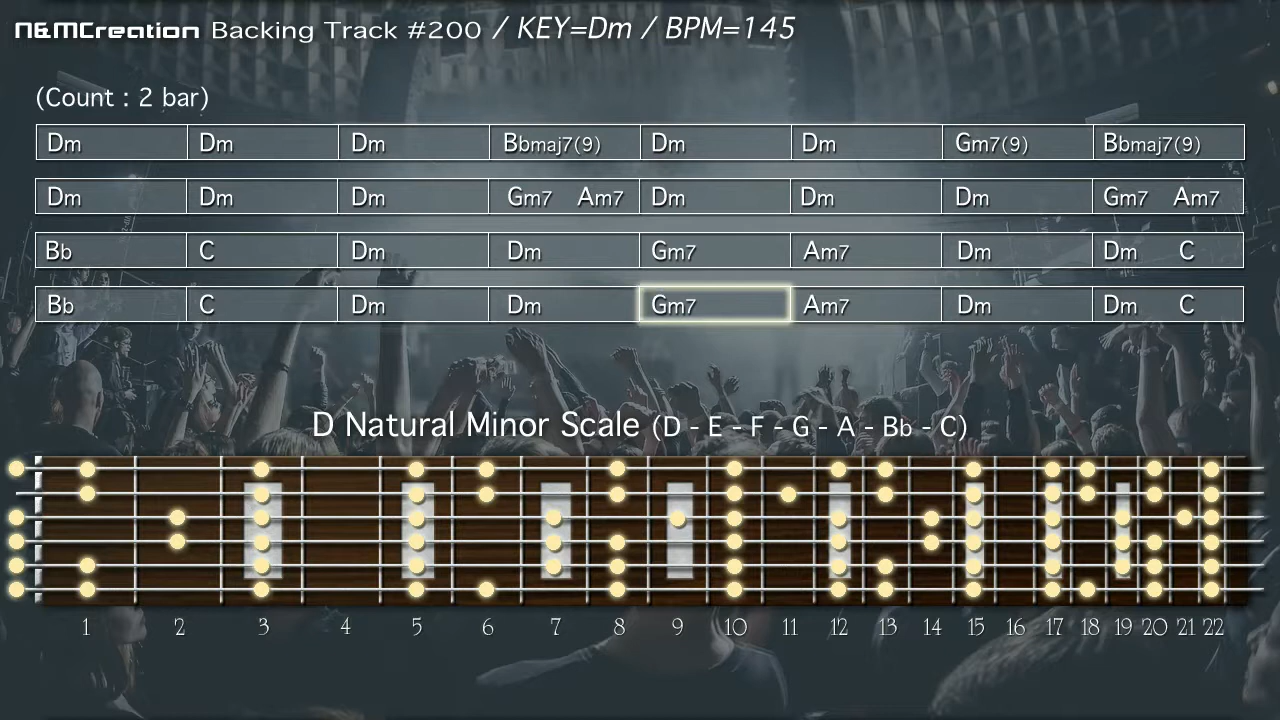 N&MCreation Backing Track #200 / KEY=Dm / BPM=145
(Count : 2 bar)
Dm Dm Dm Bbmaj7(9) Dm Dm Gm7(9) Bbmaj7(9)
Dm Dm Dm Gm7 Am7 Dm Dm Dm Gm7 Am7
Bb C Dm Dm Gm7 Am7 Dm Dm C
Bb C Dm Dm Gm7 Am7 Dm Dm C
D Natural Minor Scale (D - E - F - G - A - Bb - C)
1 2 3 4 5 6 7 8 9 10 11 12 13 14 15 16 17 18 19 20 21 22